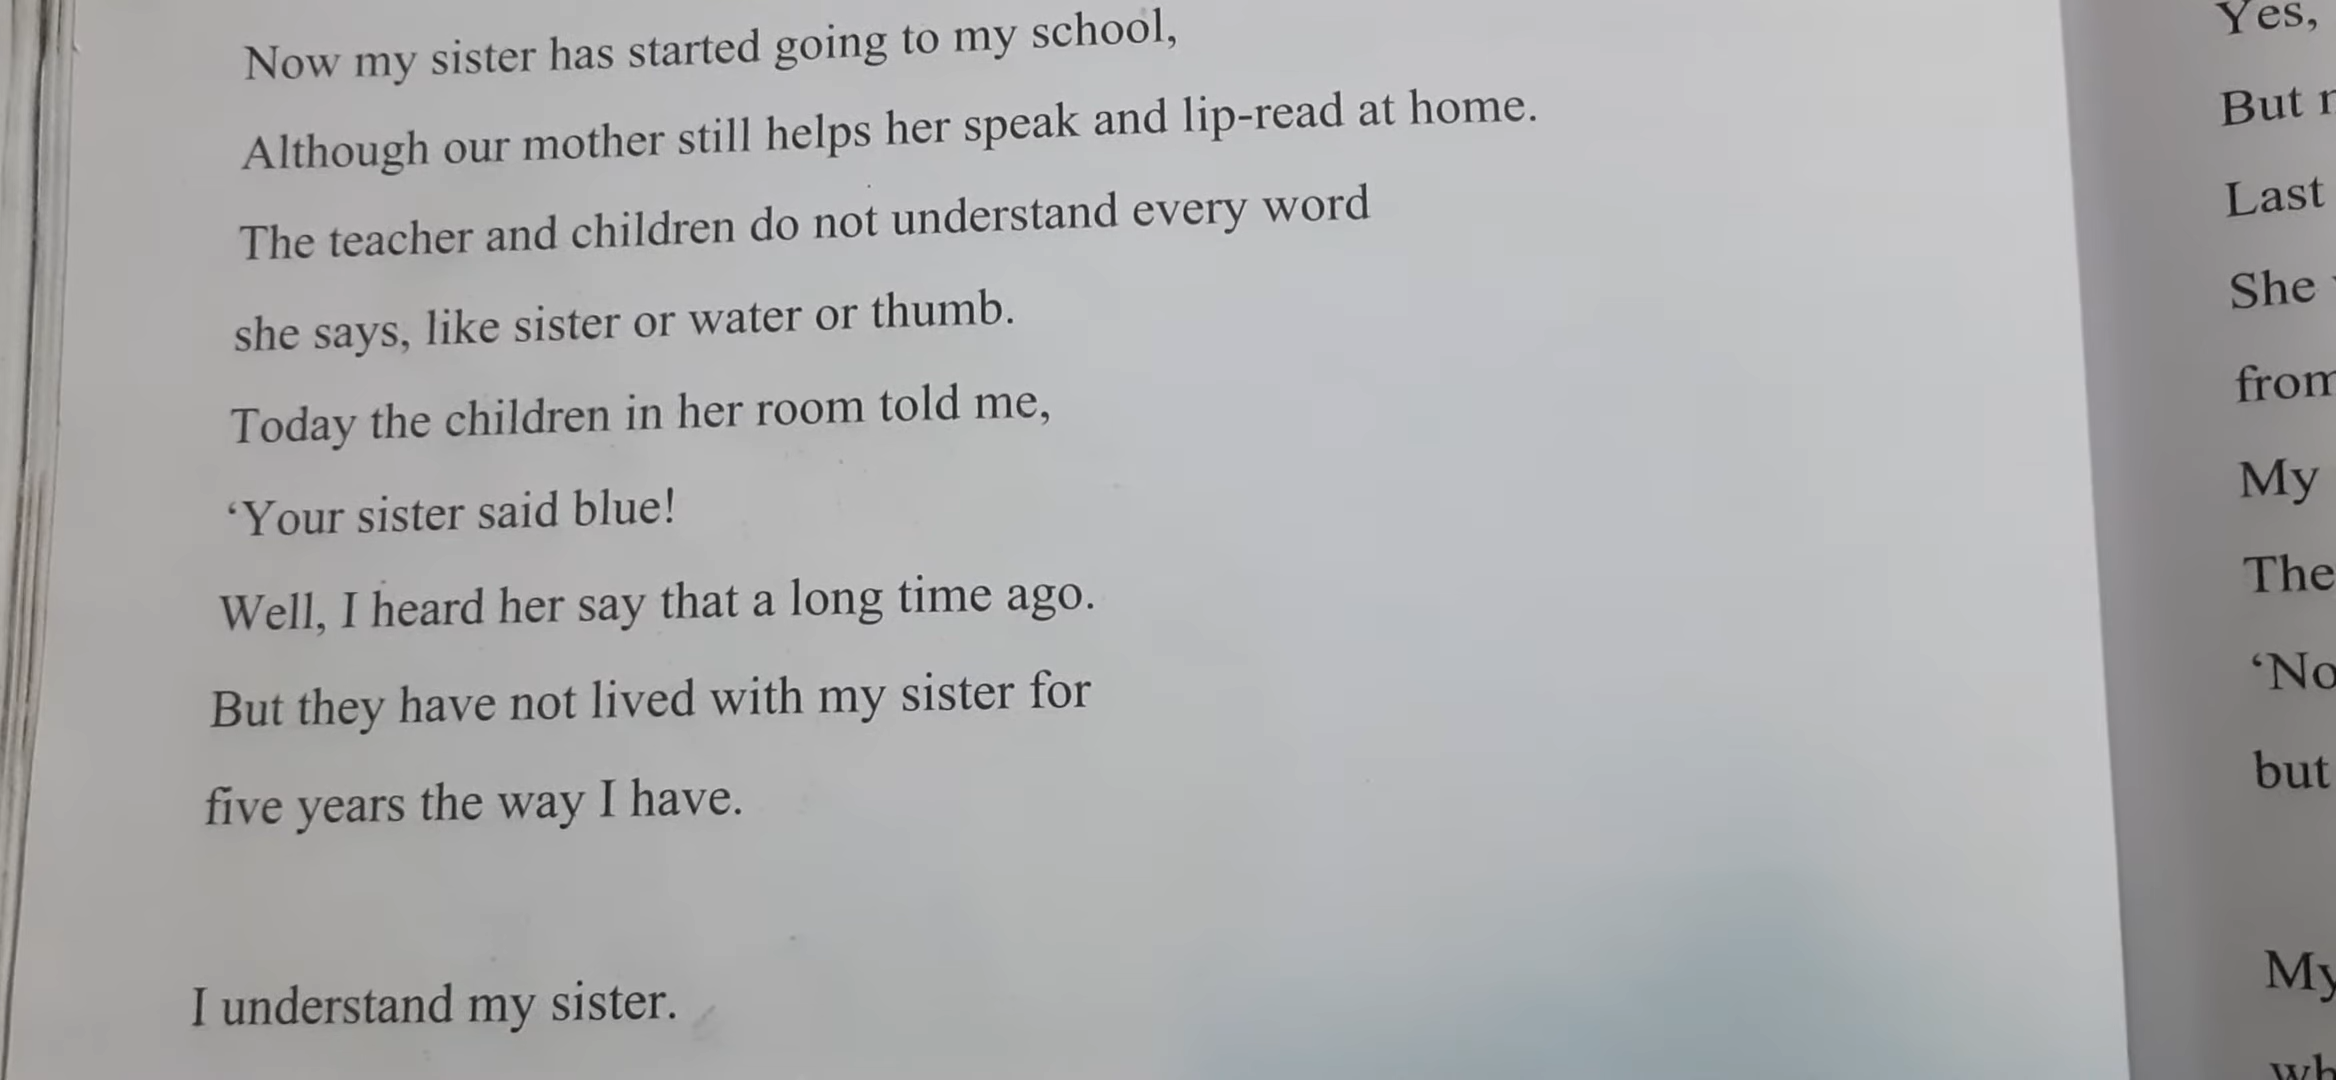 Now my sister has started going to my school,
Although our mother still helps her speak and lip-read at home.
The teacher and children do not understand every word
she says, like sister or water or thumb.
Today the children in her room told me,
‘Your sister said blue!
Well, I heard her say that a long time ago.
But they have not lived with my sister for
five years the way I have.
I understand my sister.
Yes,
But
Last
She
from
My
The
‘No
but
My